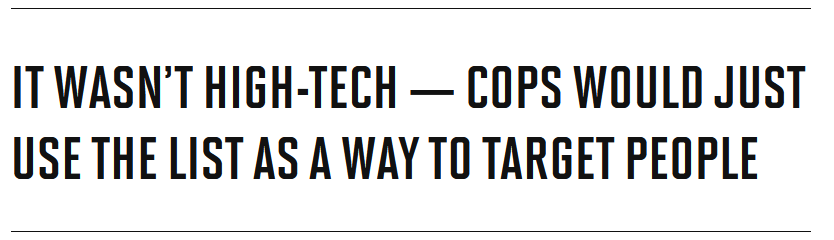 IT WASN’T HIGH-TECH — COPS WOULD JUST
USE THE LIST AS A WAY TO TARGET PEOPLE